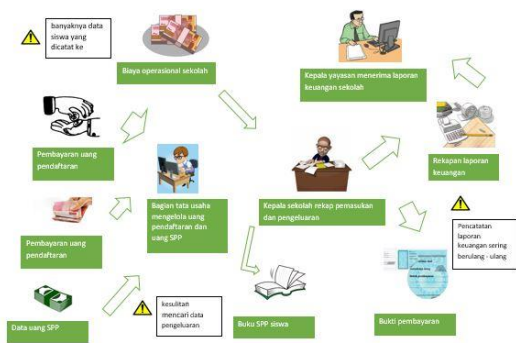 banyaknya data
siswa yang
dicatat ke
Biaya operasional sekolah
Kepala yayasan menerima laporan
keuangan sekolah
Pembayaran uang
pendaftaran
Bagian tata usaha
mengelola uang
pendaftaran dan
uang SPP
Kepala sekolah rekap pemasukan
dan pengeluaran
Rekapan laporan
keuangan
Pembayaran uang
pendaftaran
Pencatatan
laporan
keuangan sering
berulang - ulang
Data uang SPP
kesulitan
mencari data
pengeluaran
Buku SPP siswa
Bukti pembayaran